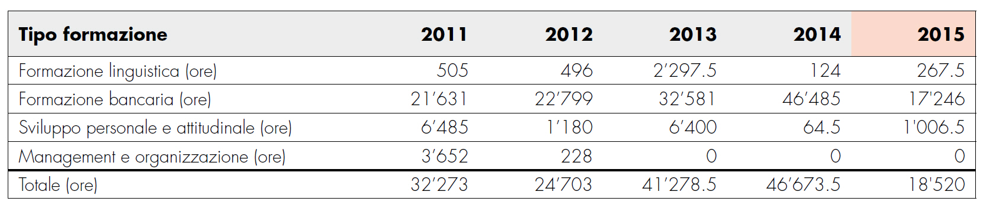 Tipo formazione 2011 2012 2013 2014 2015
Formazione linguistica (ore) 505 496 2’297.5 124 267.5
Formazione bancaria (ore) 21’631 22’799 32’581 46’485 17'246
Sviluppo personale e attitudinale (ore) 6’485 1’180 6’400 64.5 1'006.5
Management e organizzazione (ore) 3’652 228 0 0 0
Totale (ore) 32’273 24’703 41’278.5 46’673.5 18'520